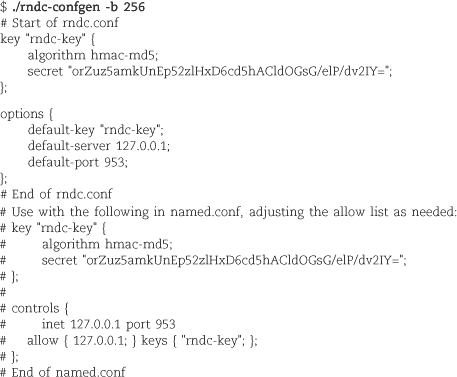 $ ./rndc-confgen -b 256
# Start of rndc.conf
key "rndc-key" {
algorithm hmac-md5;
secret "orZuz5amkUnEp52zlHxD6cd5hACldOGsG/elP/dv2IY=";
};
options {
default-key "rndc-key";
default-server 127.0.0.1;
default-port 953;
};
# End of rndc.conf
# Use with the following in named.conf, adjusting the allow list as needed:
# key "rndc-key" {
# algorithm hmac-md5;
# secret "orZuz5amkUnEp52zlHxD6cd5hACldOGsG/elP/dv2IY=";
# };
#
# controls {
# inet 127.0.0.1 port 953
# allow { 127.0.0.1; } keys { "rndc-key"; };
# };
# End of named.conf